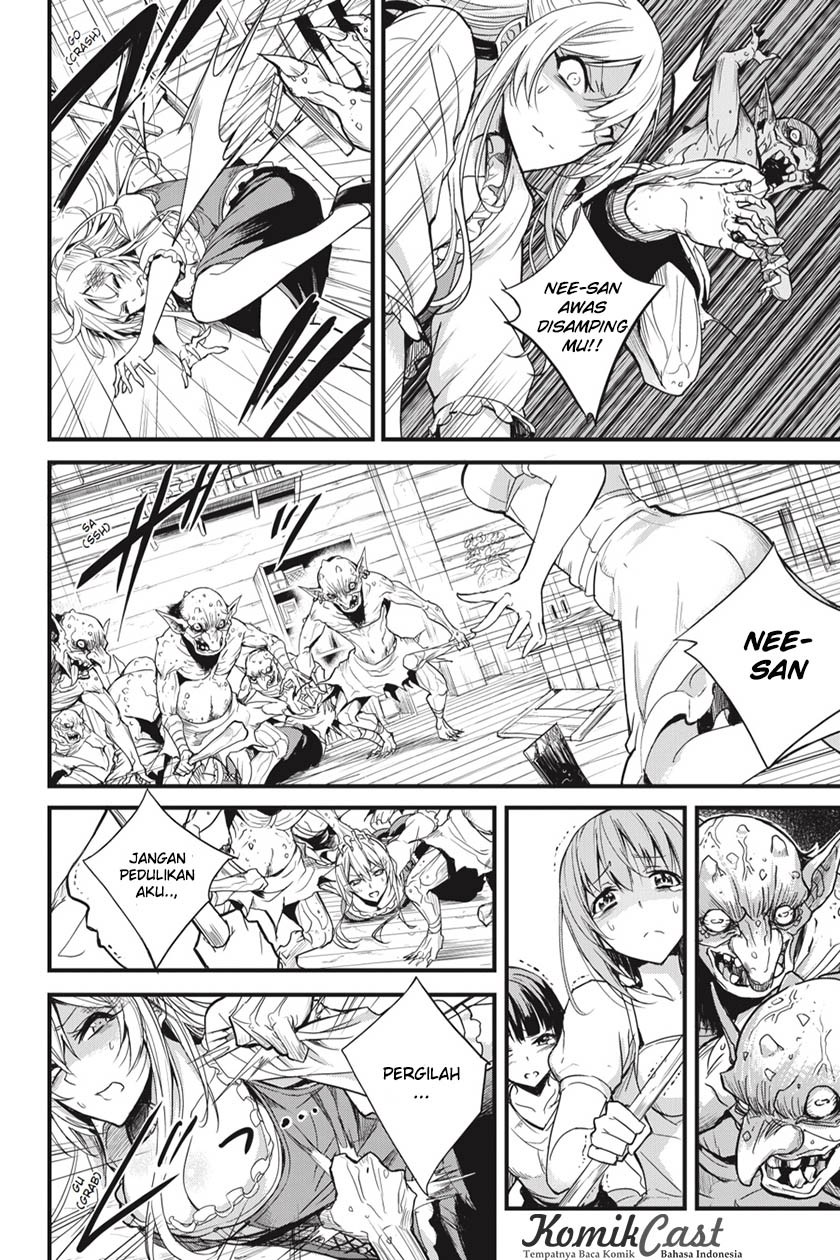 NEE-SAN
AWAS
DISAMPING
MU!!
GO
(CRASH)
NEE-
SAN
SA
(SSH)
JANGAN
PEDULIKAN
AKU..,
PERGILAH
...
GU
(GRAB)
KomikCast
Tempatnya Baca Komik Bahasa Indonesia